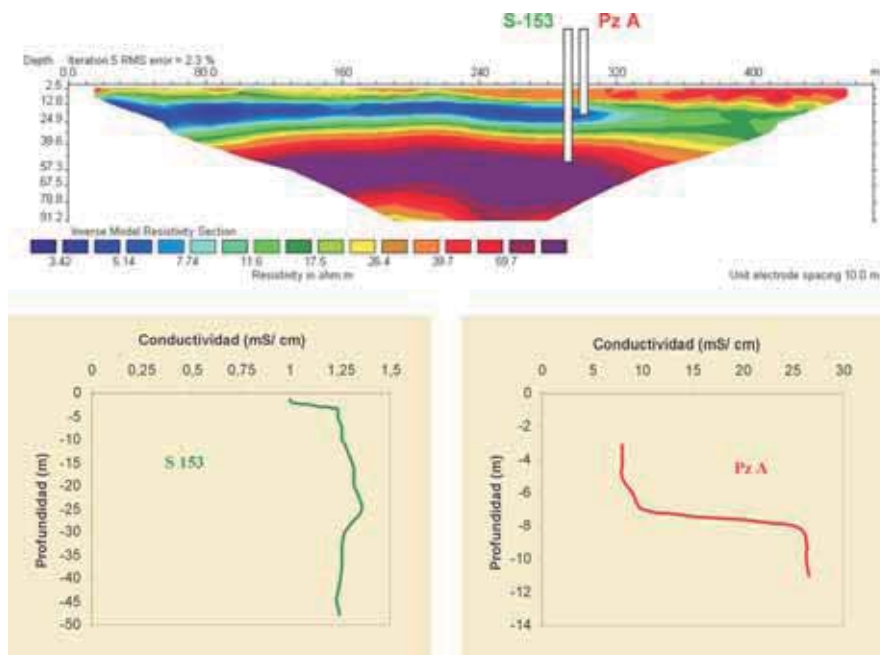 S-153 Pz A
Depth Iteration 5 RMS error = 2.3 %
0.0 80.0 160 240 320 400 m
2.5
12.8
24.9
39.6
57.3
67.5
78.8
91.2
Inverse Model Resistivity Section
3.42 5.14 7.74 11.6 17.5 26.4 39.7 59.7
Resistivity in ohm.m
Unit electrode spacing 10.0 m
Conductividad (mS/ cm)
0 0,25 0,5 0,75 1 1,25 1,5
0
-5
-10
-15
-20
-25
-30
-35
-40
-45
-50
Profundidad (m)
S 153
Conductividad (mS/ cm)
0 5 10 15 20 25 30
0
-2
-4
-6
-8
-10
-12
-14
Profundidad (m)
Pz A